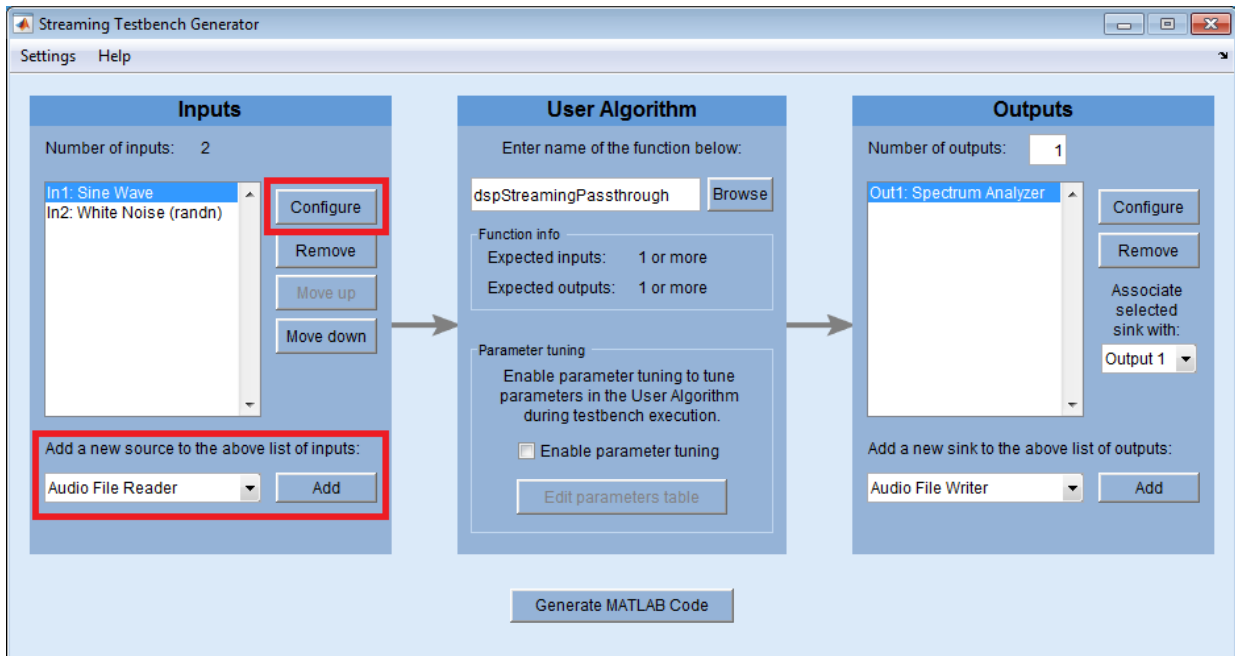 Streaming Testbench Generator
Settings Help
Inputs
Number of inputs: 2
In1: Sine Wave
In2: White Noise (randn)
Configure
Remove
Move up
Move down
Add a new source to the above list of inputs:
Audio File Reader
Add
User Algorithm
Enter name of the function below:
dspStreamingPassthrough
Browse
Function info
Expected inputs: 1 or more
Expected outputs: 1 or more
Parameter tuning
Enable parameter tuning to tune
parameters in the User Algorithm
during testbench execution.
Enable parameter tuning
Edit parameters table
Outputs
Number of outputs: 1
Out1: Spectrum Analyzer
Configure
Remove
Associate
selected
sink with:
Output 1
Add a new sink to the above list of outputs:
Audio File Writer
Add
Generate MATLAB Code